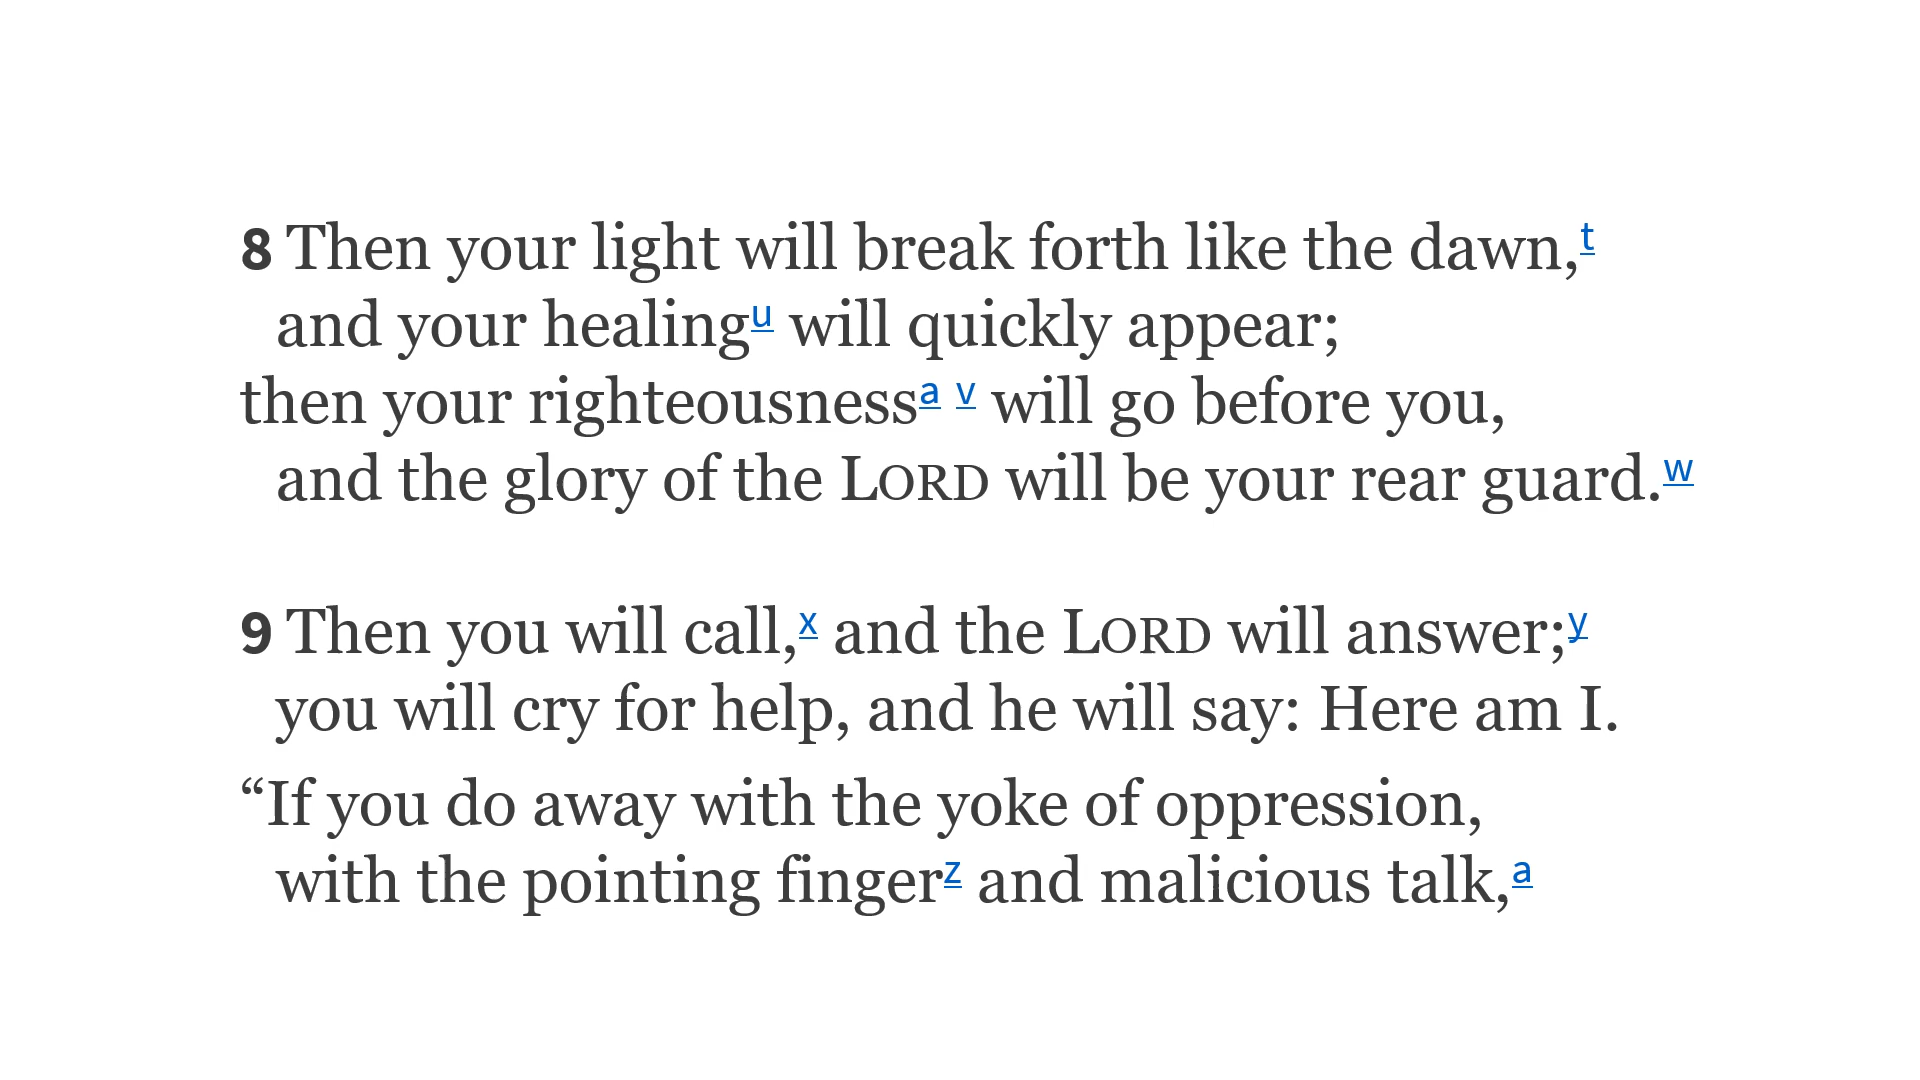 8 Then your light will break forth like the dawn,t
and your healingu will quickly appear;
then your righteousnessa v will go before you,
and the glory of the LORD will be your rear guard.w
9 Then you will call,x and the LORD will answer;y
you will cry for help, and he will say: Here am I.
“If you do away with the yoke of oppression,
with the pointing fingerz and malicious talk,a